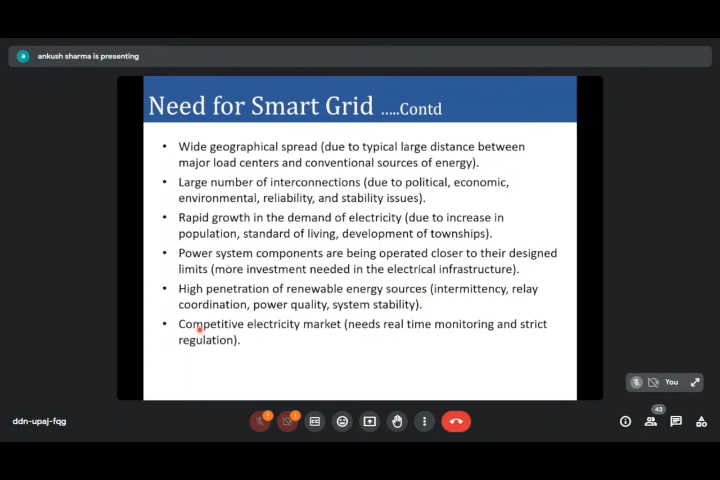 a ankush sharma is presenting
Need for Smart Grid .....Contd
• Wide geographical spread (due to typical large distance between
major load centers and conventional sources of energy).
• Large number of interconnections (due to political, economic,
environmental, reliability, and stability issues).
• Rapid growth in the demand of electricity (due to increase in
population, standard of living, development of townships).
• Power system components are being operated closer to their designed
limits (more investment needed in the electrical infrastructure).
• High penetration of renewable energy sources (intermittency, relay
coordination, power quality, system stability).
• Competitive electricity market (needs real time monitoring and strict
regulation).
You
43
ddn-upaj-fqg